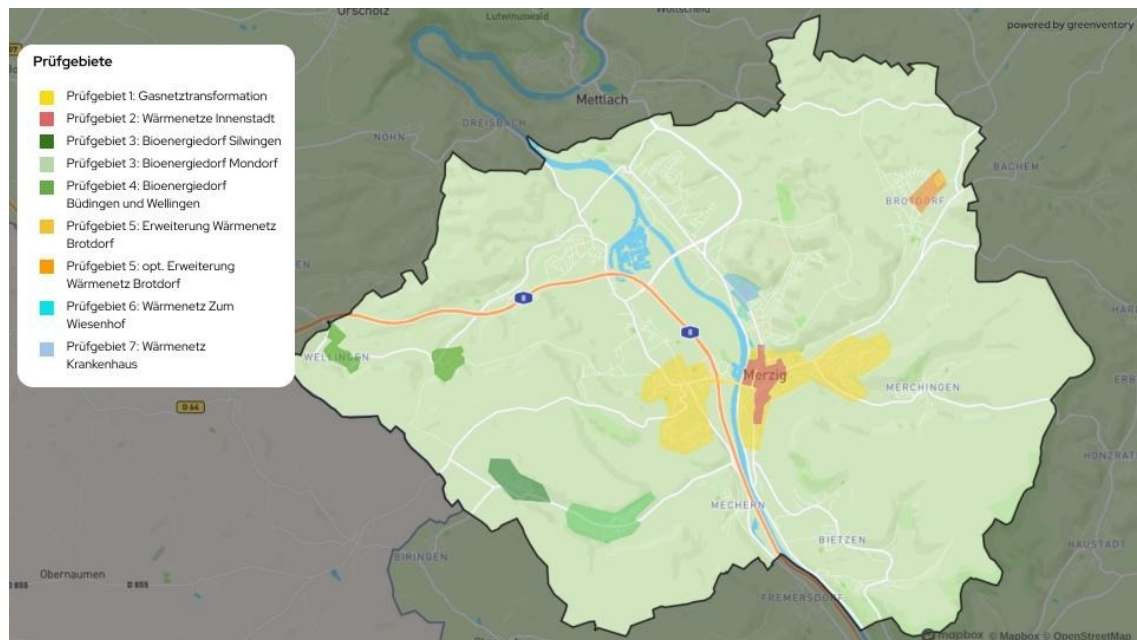 Prüfgebiete
Prüfgebiet 1: Gasnetztransformation
Prüfgebiet 2: Wärmenetze Innenstadt
Prüfgebiet 3: Bioenergiedorf Silwingen
Prüfgebiet 3: Bioenergiedorf Mondorf
Prüfgebiet 4: Bioenergiedorf
Büdingen und Wellingen
Prüfgebiet 5: Erweiterung Wärmenetz
Brotdorf
Prüfgebiet 5: opt. Erweiterung
Wärmenetz Brotdorf
Prüfgebiet 6: Wärmenetz Zum
Wiesenhof
Prüfgebiet 7: Wärmenetz
Krankenhaus
powered by greenventory
Orscholz
Lutwinuswald
Mettlach
DREISBACH
NOHN
BACHEM
BROTDORF
8
8
WELLINGEN
D 64
Merzig
MERCHINGEN
MECHERN
BIETZEN
BIRINGEN
HAUSTADT
Obernaumen
D 855
D 855
FREMERSDORF
mapbox © Mapbox © OpenStreetMap